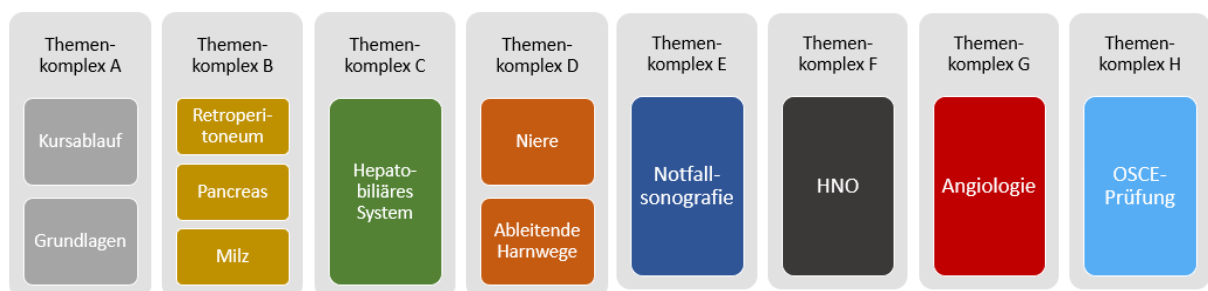 Themen-
komplex A
Kursablauf
Grundlagen
Themen-
komplex B
Retroperi-
toneum
Pancreas
Milz
Themen-
komplex C
Hepato-
biliäres
System
Themen-
komplex D
Niere
Ableitende
Harnwege
Themen-
komplex E
Notfall-
sonografie
Themen-
komplex F
HNO
Themen-
komplex G
Angiologie
Themen-
komplex H
OSCE-
Prüfung